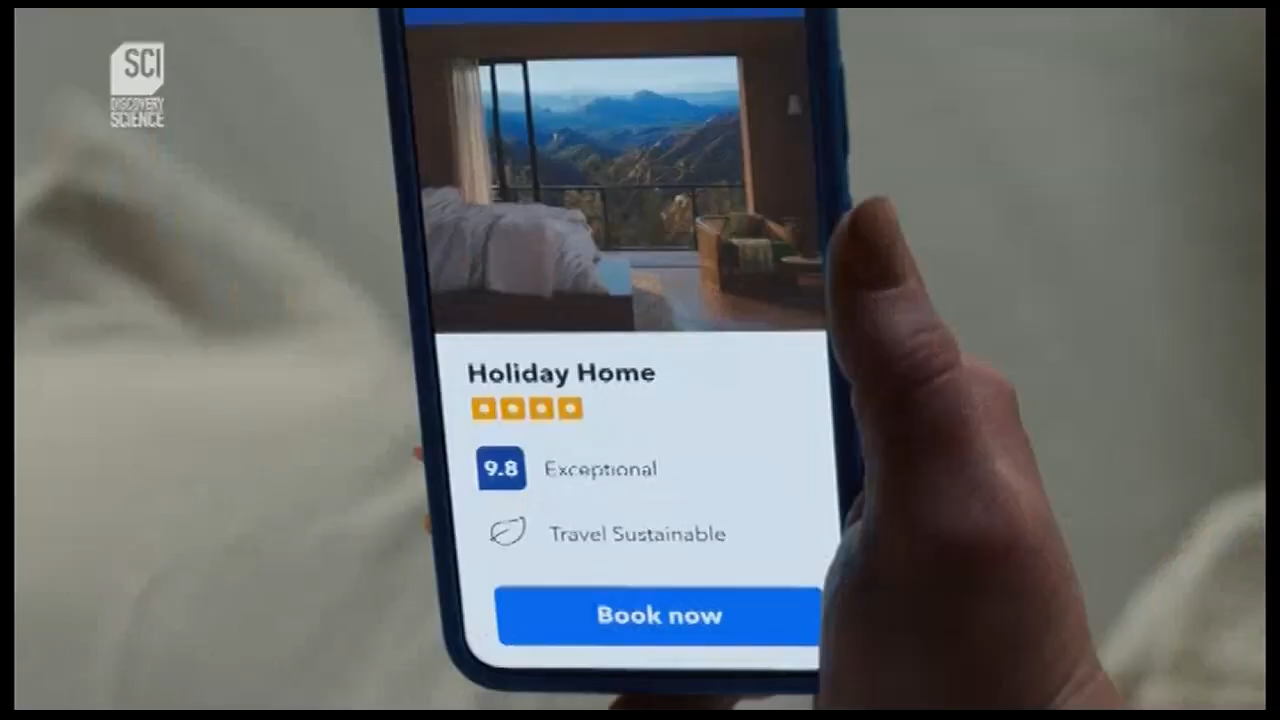 SCI
DISCOVERY
SCIENCE
Holiday Home
9.8 Exceptional
Travel Sustainable
Book now